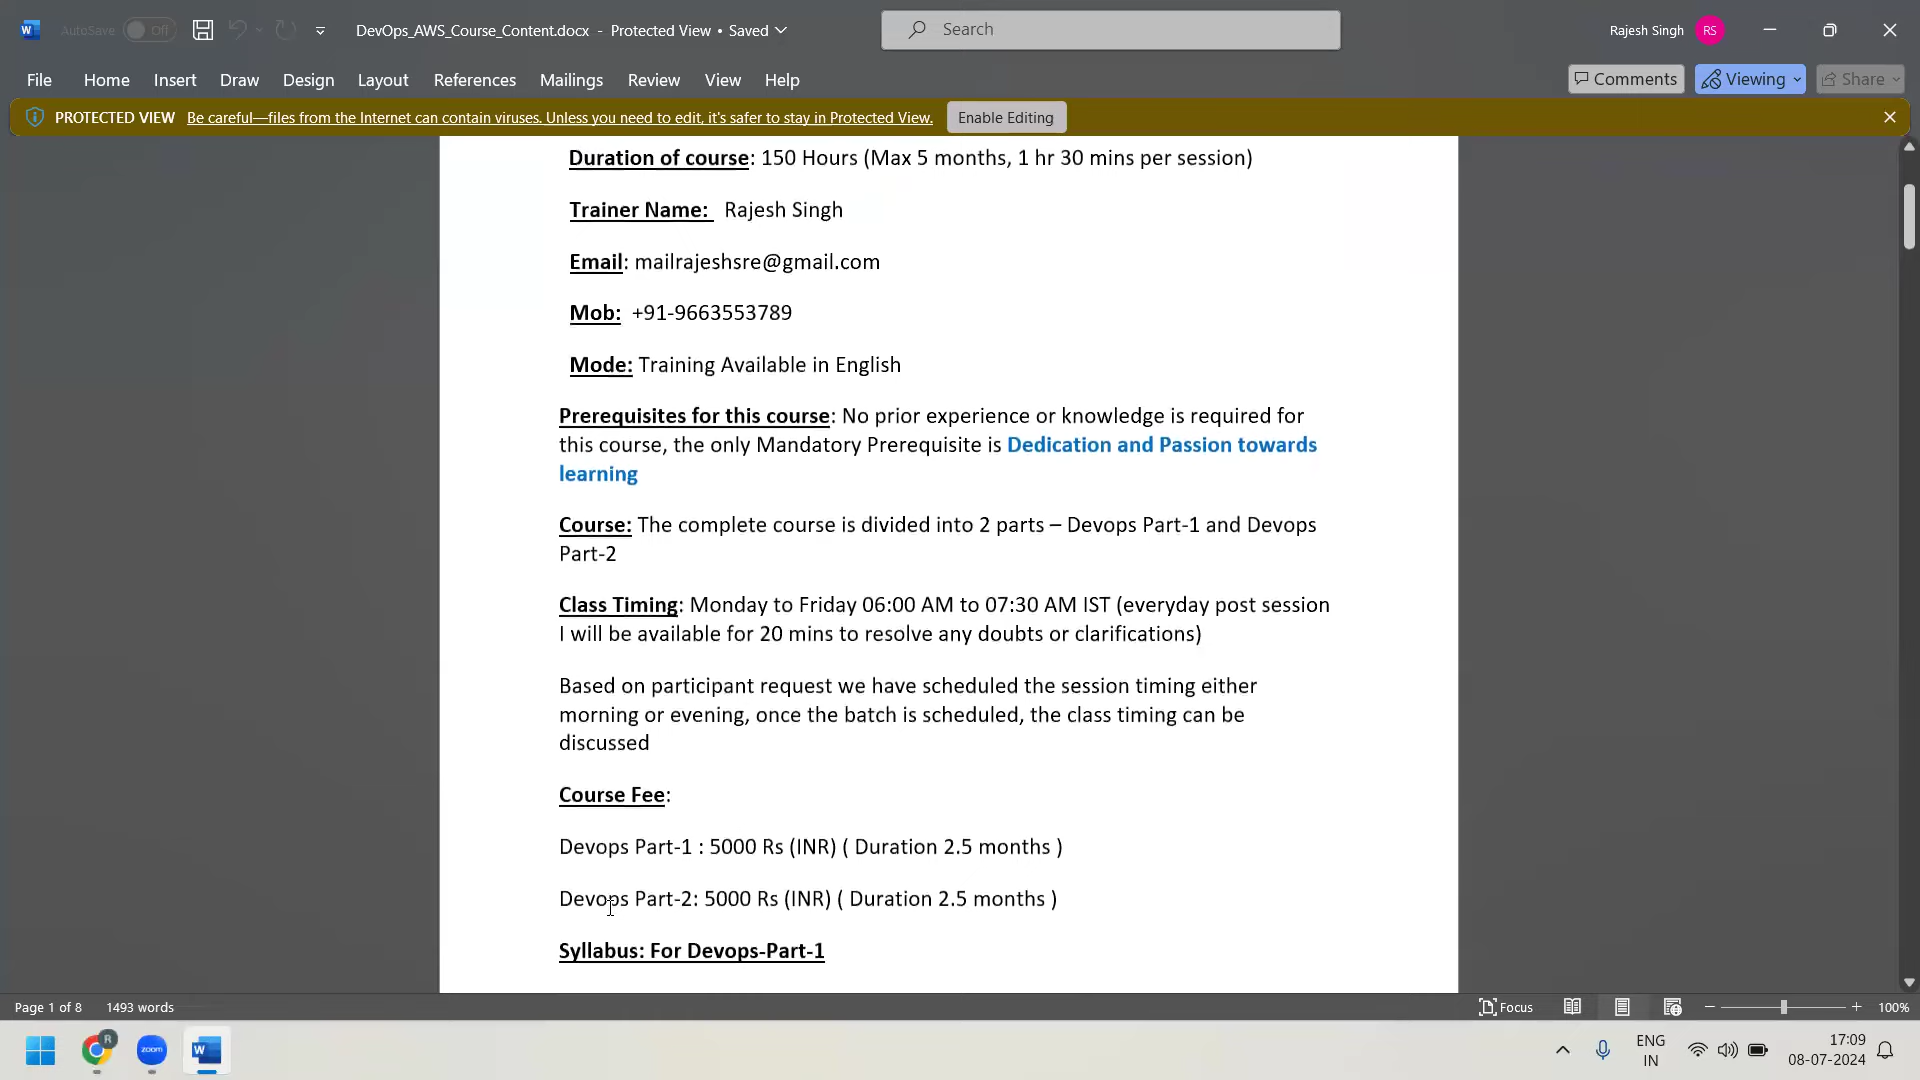 AutoSave Off DevOps_AWS_Course_Content.docx - Protected View • Saved Search Rajesh Singh RS
File Home Insert Draw Design Layout References Mailings Review View Help Comments Viewing Share
PROTECTED VIEW Be careful—files from the Internet can contain viruses. Unless you need to edit, it's safer to stay in Protected View. Enable Editing
Duration of course: 150 Hours (Max 5 months, 1 hr 30 mins per session)
Trainer Name: Rajesh Singh
Email: mailrajeshsre@gmail.com
Mob: +91-9663553789
Mode: Training Available in English
Prerequisites for this course: No prior experience or knowledge is required for
this course, the only Mandatory Prerequisite is Dedication and Passion towards
learning
Course: The complete course is divided into 2 parts – Devops Part-1 and Devops
Part-2
Class Timing: Monday to Friday 06:00 AM to 07:30 AM IST (everyday post session
I will be available for 20 mins to resolve any doubts or clarifications)
Based on participant request we have scheduled the session timing either
morning or evening, once the batch is scheduled, the class timing can be
discussed
Course Fee:
Devops Part-1 : 5000 Rs (INR) ( Duration 2.5 months )
Devops Part-2: 5000 Rs (INR) ( Duration 2.5 months )
Syllabus: For Devops-Part-1
Page 1 of 8 1493 words Focus 100%
R zoom W ENG 17:09
IN 08-07-2024